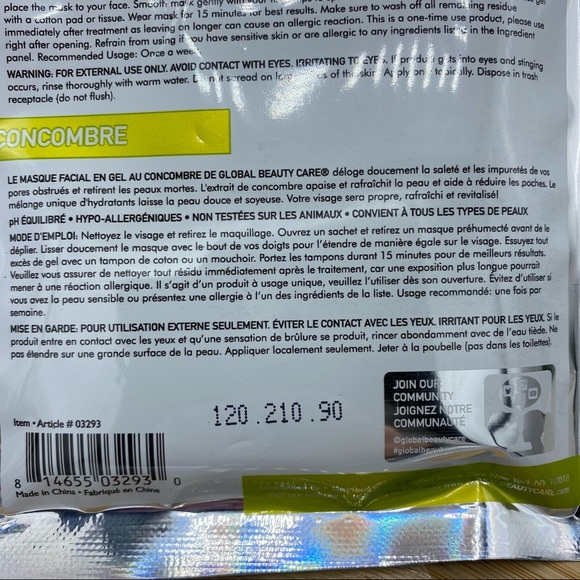 place the mask to your face. Smooth mask gently with your
with a cotton pad or tissue. Wear mask for 15 minutes for best results. Make sure to wash off all remaining residue
immediately after treatment as leaving on longer can cause an allergic reaction. This is a one-time use product, please use
right after opening. Refrain from using if you have sensitive skin or are allergic to any ingredients listed in the Ingredient
panel. Recommended Usage: Once a week
WARNING: FOR EXTERNAL USE ONLY. AVOID CONTACT WITH EYES. IRRITATING TO EYES. If product gets into eyes and stinging
occurs, rinse thoroughly with warm water. Do not spread on large areas of the skin. Apply only topically. Dispose in trash
receptacle (do not flush).
CONCOMBRE
LE MASQUE FACIAL EN GEL AU CONCOMBRE DE GLOBAL BEAUTY CARE® déloge doucement la saleté et les impuretés de vos
pores obstrués et retirent les peaux mortes. L'extrait de concombre apaise et rafraîchit la peau et aide à réduire les poches. Le
mélange unique d'hydratants laisse la peau douce et soyeuse. Votre visage sera propre, rafraîchi et revitalisé!
pH ÉQUILIBRÉ • HYPO-ALLERGÉNIQUES • NON TESTÉES SUR LES ANIMAUX • CONVIENT À TOUS LES TYPES DE PEAUX
MODE D'EMPLOI: Nettoyez le visage et retirez le maquillage. Ouvrez un sachet et retirez un masque préhumecté avant de le
déplier. Lisser doucement le masque avec le bout de vos doigts pour l'étendre de manière égale sur le visage. Essuyez tout
excès de gel avec un tampon de coton ou un mouchoir. Portez les tampons durant 15 minutes pour de meilleurs résultats.
Veuillez vous assurer de nettoyer tout résidu immédiatement après le traitement, car une exposition plus longue pourrait
mener à une réaction allergique. Il s'agit d'un produit à usage unique, veuillez l'utiliser dès son ouverture. Évitez d'utiliser si
vous avez la peau sensible ou présentez une allergie à l'un des ingrédients de la liste. Usage recommandé: une fois par
semaine.
MISE EN GARDE: POUR UTILISATION EXTERNE SEULEMENT. ÉVITER LE CONTACT AVEC LES YEUX. IRRITANT POUR LES YEUX. Si le
produit entre en contact avec les yeux et qu'une sensation de brûlure se produit, rincer abondamment avec de l'eau tiède. Ne
pas étendre sur une grande surface de la peau. Appliquer localement seulement. Jeter à la poubelle (pas dans les toilettes).
JOIN OUR
COMMUNITY
JOIGNEZ NOTRE
COMMUNAUTÉ
@globalbeautycare
#globalbeau
120.210.90
Item • Article # 03293
8 14655 03293 0
Made in China • Fabriqué en Chine
New York, NY 10018